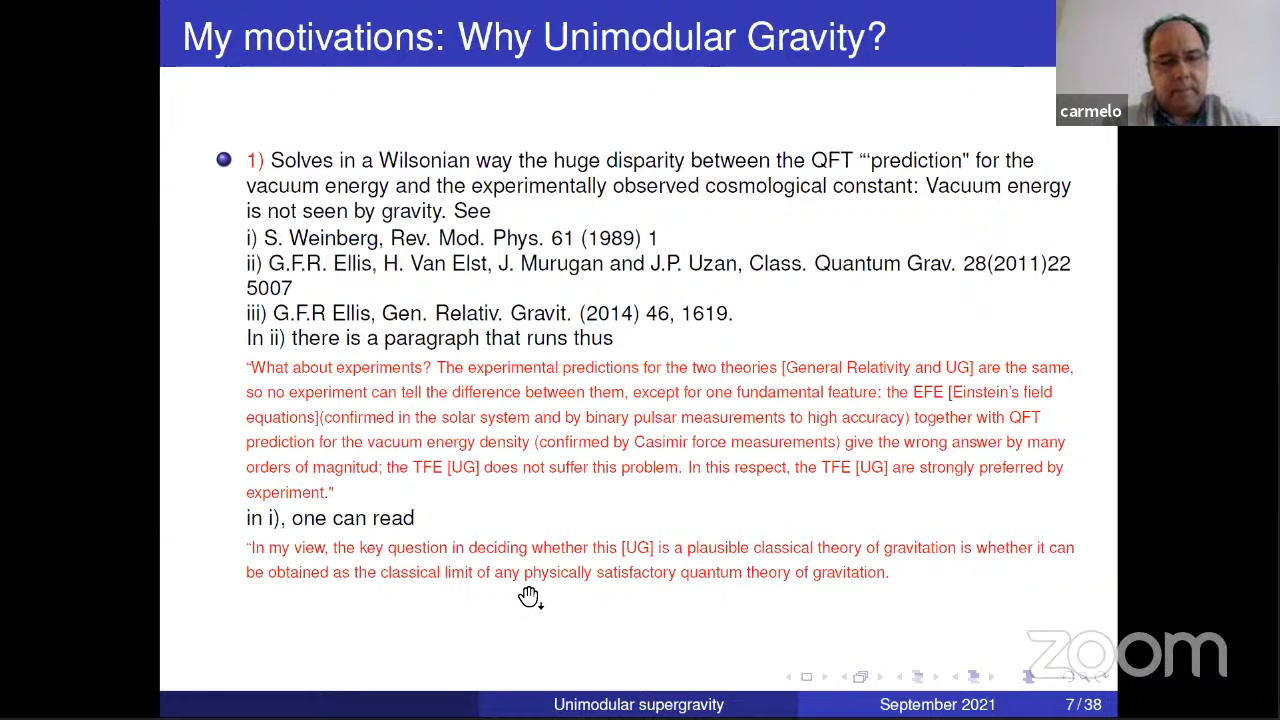 My motivations: Why Unimodular Gravity?
carmelo
1) Solves in a Wilsonian way the huge disparity between the QFT “‘prediction" for the
vacuum energy and the experimentally observed cosmological constant: Vacuum energy
is not seen by gravity. See
i) S. Weinberg, Rev. Mod. Phys. 61 (1989) 1
ii) G.F.R. Ellis, H. Van Elst, J. Murugan and J.P. Uzan, Class. Quantum Grav. 28(2011)22
5007
iii) G.F.R Ellis, Gen. Relativ. Gravit. (2014) 46, 1619.
In ii) there is a paragraph that runs thus
“What about experiments? The experimental predictions for the two theories [General Relativity and UG] are the same,
so no experiment can tell the difference between them, except for one fundamental feature: the EFE [Einstein’s field
equations](confirmed in the solar system and by binary pulsar measurements to high accuracy) together with QFT
prediction for the vacuum energy density (confirmed by Casimir force measurements) give the wrong answer by many
orders of magnitud; the TFE [UG] does not suffer this problem. In this respect, the TFE [UG] are strongly preferred by
experiment."
in i), one can read
“In my view, the key question in deciding whether this [UG] is a plausible classical theory of gravitation is whether it can
be obtained as the classical limit of any physically satisfactory quantum theory of gravitation.
zoom
Unimodular supergravity
September 2021
7 / 38